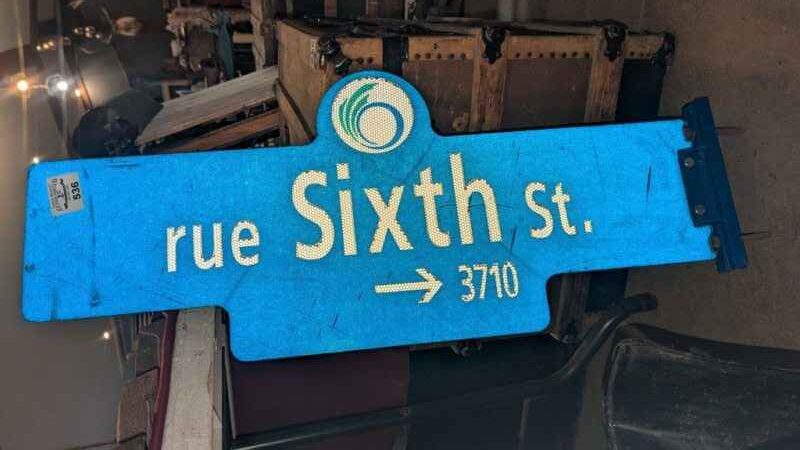 rue Sixth St.
→ 3710
536